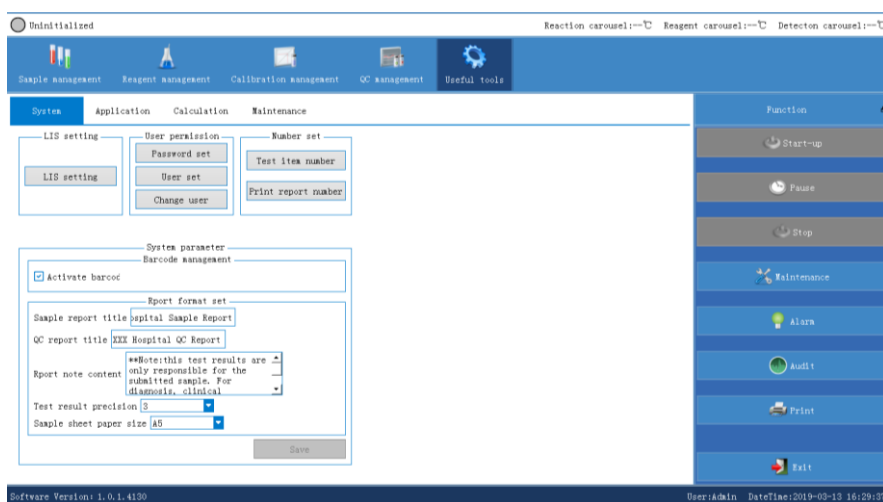 Uninitialized
Reaction carousel:--℃ Reagent carousel:--℃ Detecton carousel:--℃
Sample management Reagent management Calibration management QC management Useful tools
System Application Calculation Maintenance
Function
LIS setting User permission Number set
Password set
Test item number
LIS setting
User set
Print report number
Change user
Start-up
Pause
Stop
Maintenance
Alarm
Audit
Print
Exit
System parameter
Barcode management
Activate barcod
Rport format set
Sample report title ospital Sample Report
QC report title XXX Hospital QC Report
Rport note content
**Note:this test results are
only responsible for the
submitted sample. For
diagnosis, clinical
Test result precision 3
Sample sheet paper size A5
Save
Software Version: 1.0.1.4130
User:Admin DateTime:2019-03-13 16:29:3